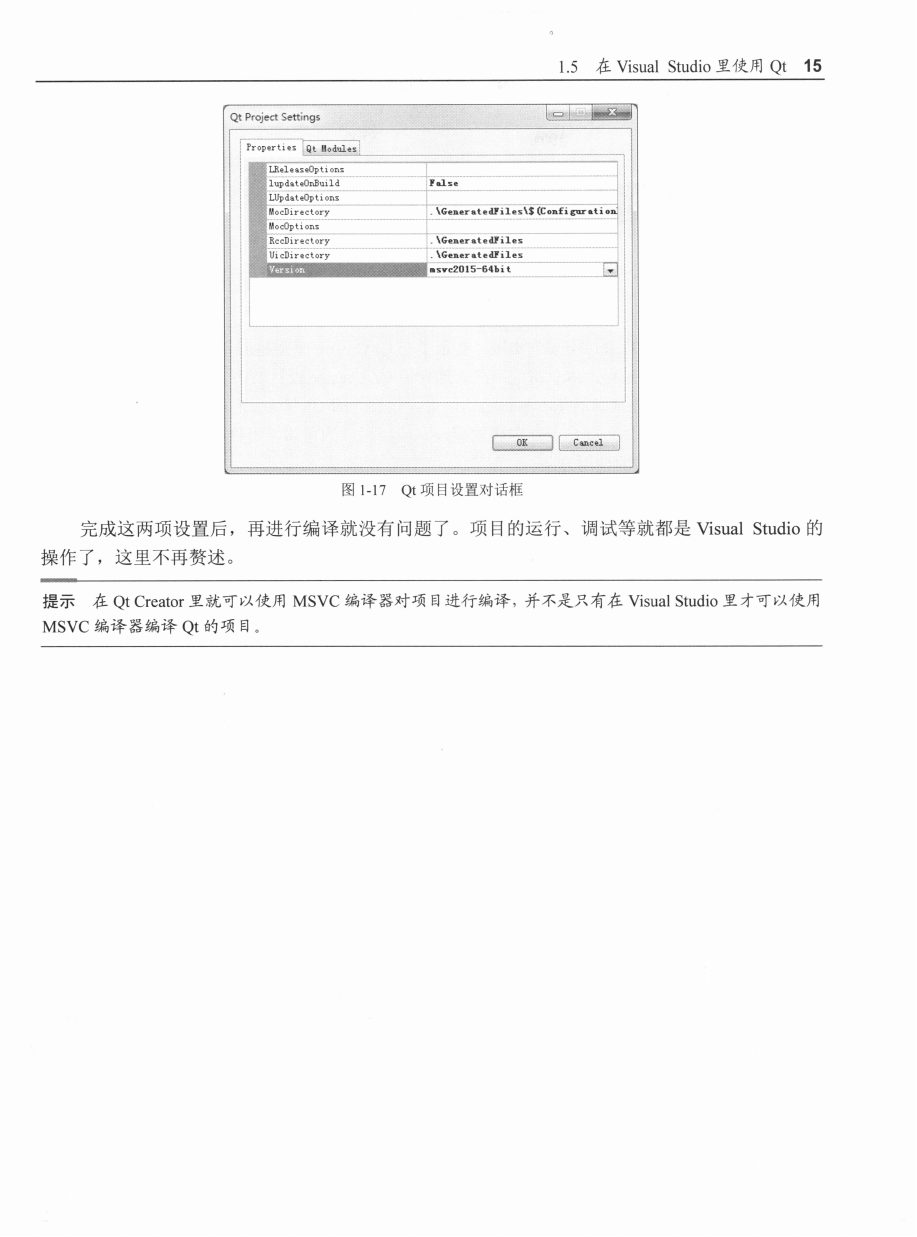 1.5 在 Visual Studio 里使用 Qt 15
Qt Project Settings
Properties Qt Modules
LReleaseOptions
lupdateOnBuild False
LUpdateOptions
MocDirectory .\GeneratedFiles\$(Configuration
MocOptions
RccDirectory .\GeneratedFiles
UicDirectory .\GeneratedFiles
Version msvc2015-64bit
OK Cancel
图 1-17 Qt 项目设置对话框
完成这两项设置后，再进行编译就没有问题了。项目的运行、调试等就都是 Visual Studio 的
操作了，这里不再赘述。
提示 在 Qt Creator 里就可以使用 MSVC 编译器对项目进行编译，并不是只有在 Visual Studio 里才可以使用
MSVC 编译器编译 Qt 的项目。